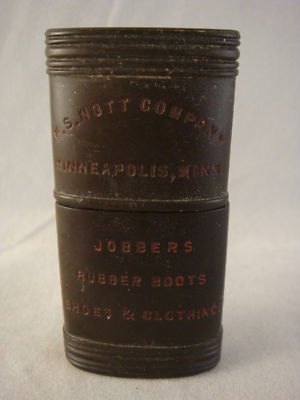 W.S. NOTT COMPANY
MINNEAPOLIS, MINN.
JOBBERS
RUBBER BOOTS
SHOES & CLOTHING